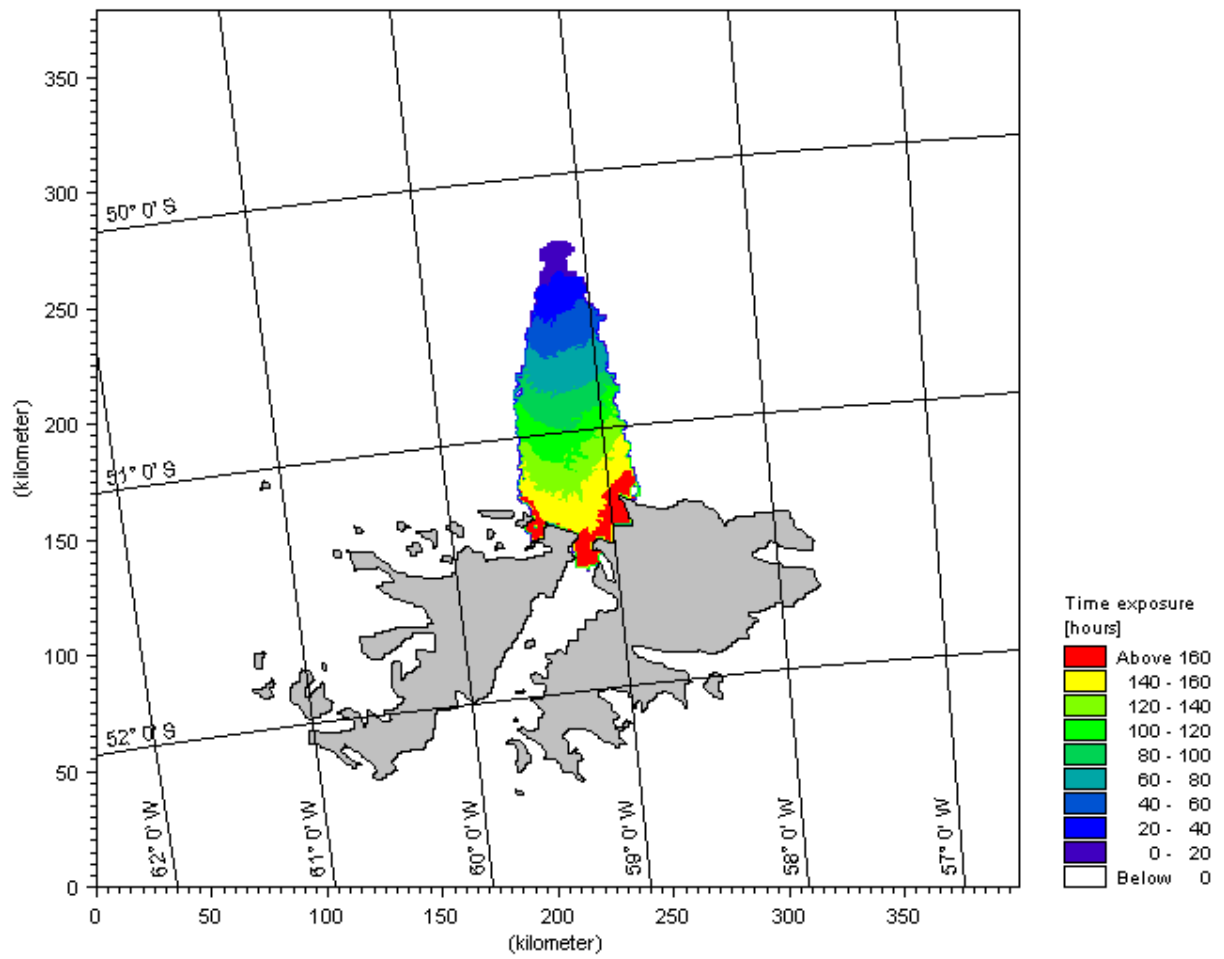 350
300
50° 0' S
250
200
(kilometer)
51° 0' S
150
100
52° 0' S
50
0
62° 0' W
61° 0' W
60° 0' W
59° 0' W
58° 0' W
57° 0' W
0 50 100 150 200 250 300 350
(kilometer)
Time exposure
[hours]
Above 160
140 - 160
120 - 140
100 - 120
80 - 100
60 - 80
40 - 60
20 - 40
0 - 20
Below 0